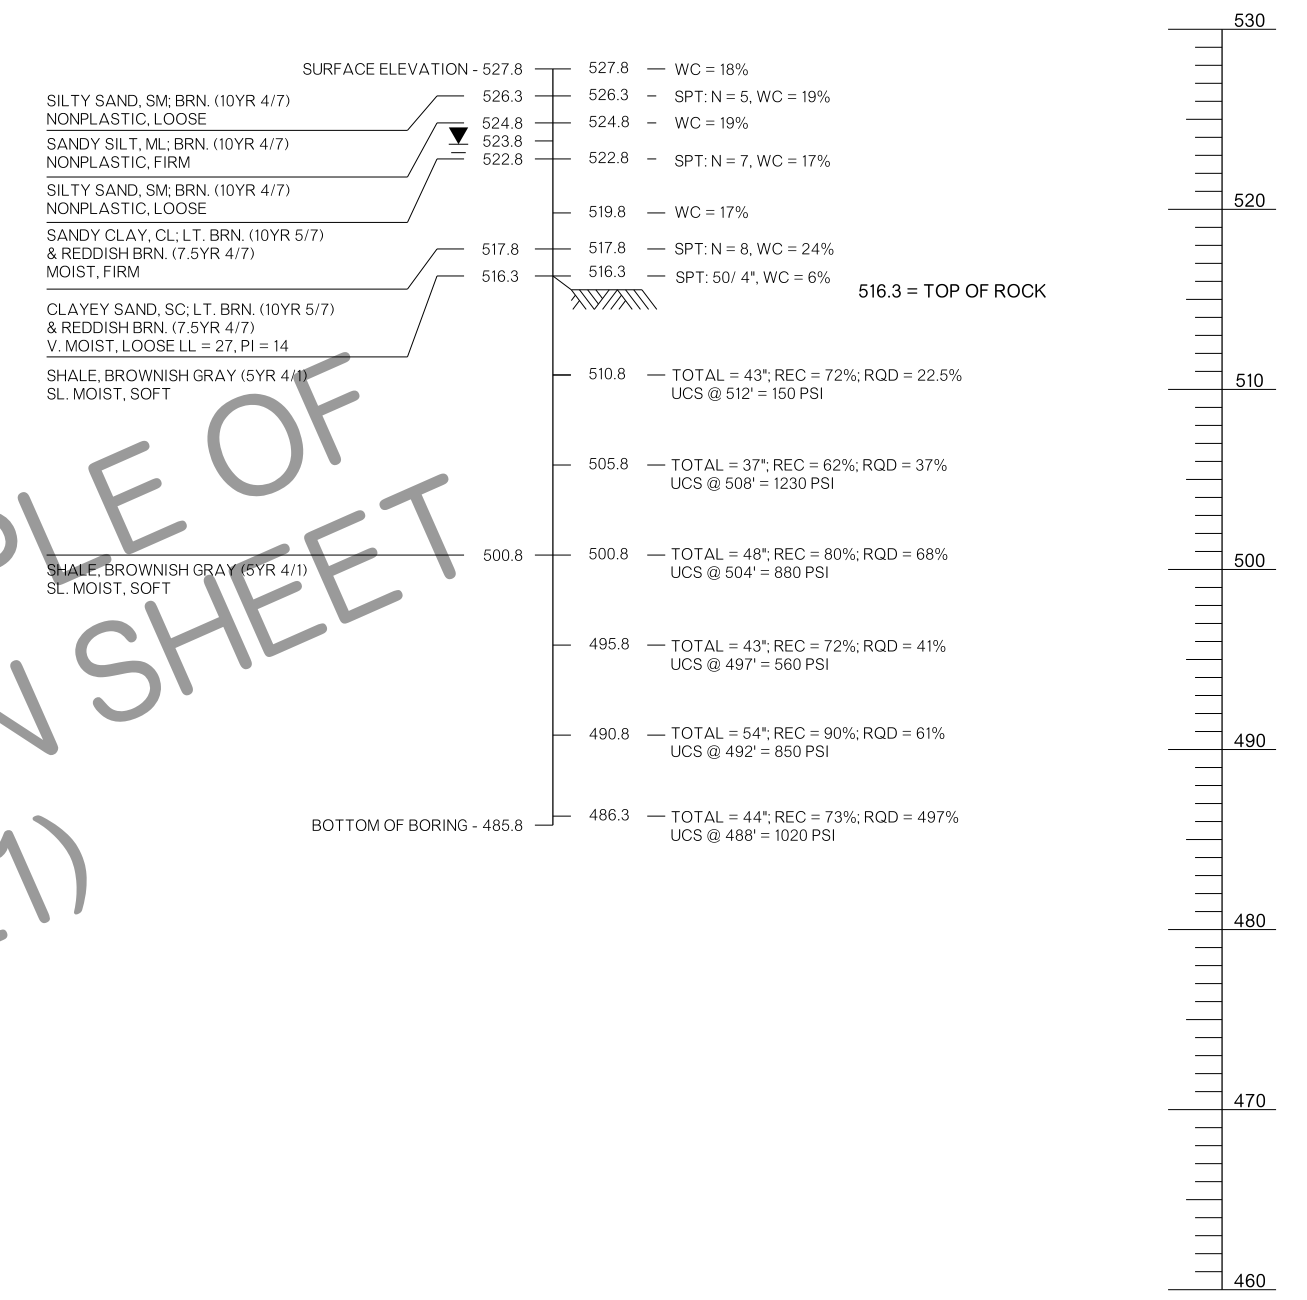 530
SURFACE ELEVATION - 527.8
527.8
WC = 18%
526.3
526.3
SPT: N = 5, WC = 19%
SILTY SAND, SM; BRN. (10YR 4/7)
NONPLASTIC, LOOSE
524.8
524.8
WC = 19%
523.8
SANDY SILT, ML; BRN. (10YR 4/7)
NONPLASTIC, FIRM
522.8
522.8
SPT: N = 7, WC = 17%
SILTY SAND, SM; BRN. (10YR 4/7)
NONPLASTIC, LOOSE
520
519.8
WC = 17%
SANDY CLAY, CL; LT. BRN. (10YR 5/7)
& REDDISH BRN. (7.5YR 4/7)
MOIST, FIRM
517.8
517.8
SPT: N = 8, WC = 24%
516.3
516.3
SPT: 50/ 4", WC = 6%
516.3 = TOP OF ROCK
CLAYEY SAND, SC; LT. BRN. (10YR 5/7)
& REDDISH BRN. (7.5YR 4/7)
V. MOIST, LOOSE LL = 27, PI = 14
SHALE, BROWNISH GRAY (5YR 4/1)
SL. MOIST, SOFT
510.8
TOTAL = 43"; REC = 72%; RQD = 22.5%
UCS @ 512' = 150 PSI
510
505.8
TOTAL = 37"; REC = 62%; RQD = 37%
UCS @ 508' = 1230 PSI
PLE OF
500.8
500.8
TOTAL = 48"; REC = 80%; RQD = 68%
UCS @ 504' = 880 PSI
500
SHALE, BROWNISH GRAY (5YR 4/1)
SL. MOIST, SOFT
N SHEET
495.8
TOTAL = 43"; REC = 72%; RQD = 41%
UCS @ 497' = 560 PSI
490.8
TOTAL = 54"; REC = 90%; RQD = 61%
UCS @ 492' = 850 PSI
490
BOTTOM OF BORING - 485.8
486.3
TOTAL = 44"; REC = 73%; RQD = 497%
UCS @ 488' = 1020 PSI
1)
480
470
460